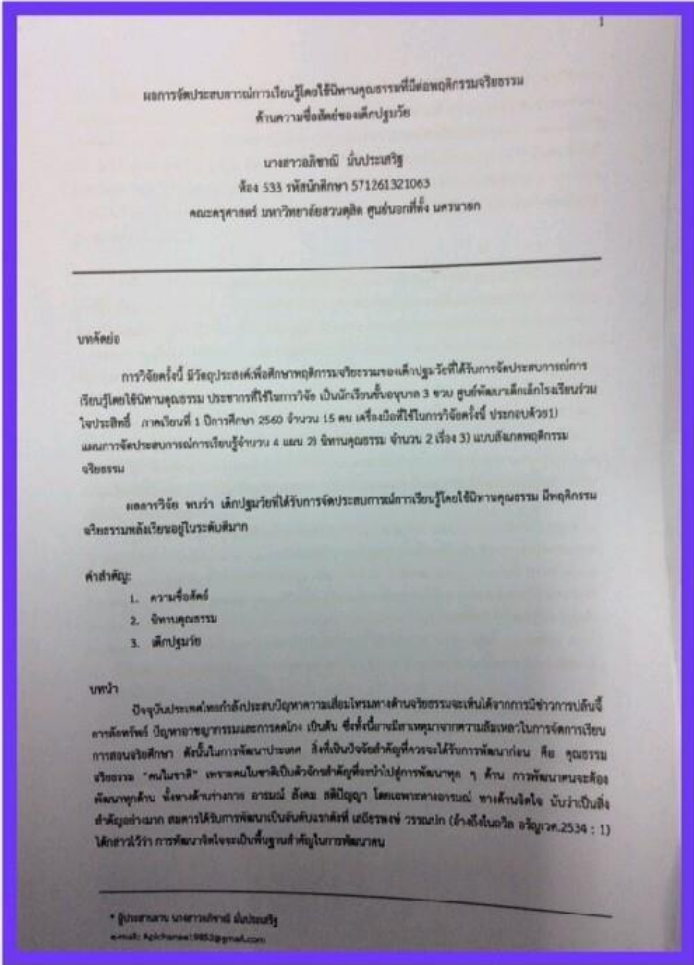 1
ผลการจัดประสบการณ์การเรียนรู้โดยใช้นิทานคุณธรรมที่มีต่อพฤติกรรมจริยธรรม
ด้านความซื่อสัตย์ของเด็กปฐมวัย
นางสาวอภิชาณี มั่นประเสริฐ
ห้อง 533 รหัสนักศึกษา 571261321063
คณะครุศาสตร์ มหาวิทยาลัยสวนดุสิต ศูนย์นอกที่ตั้ง นครนายก
บทคัดย่อ
การวิจัยครั้งนี้ มีวัตถุประสงค์เพื่อศึกษาพฤติกรรมจริยธรรมของเด็กปฐมวัยที่ได้รับการจัดประสบการณ์การ
เรียนรู้โดยใช้นิทานคุณธรรม ประชากรที่ใช้ในการวิจัย เป็นนักเรียนชั้นอนุบาล 3 ขวบ ศูนย์พัฒนาเด็กเล็กโรงเรียนร่วม
ใจประสิทธิ์ ภาคเรียนที่ 1 ปีการศึกษา 2560 จำนวน 15 คน เครื่องมือที่ใช้ในการวิจัยครั้งนี้ ประกอบด้วย1)
แผนการจัดประสบการณ์การเรียนรู้จำนวน 4 แผน 2) นิทานคุณธรรม จำนวน 2 เรื่อง 3) แบบสังเกตพฤติกรรม
จริยธรรม
ผลการวิจัย พบว่า เด็กปฐมวัยที่ได้รับการจัดประสบการณ์การเรียนรู้โดยใช้นิทานคุณธรรม มีพฤติกรรม
จริยธรรมหลังเรียนอยู่ในระดับดีมาก
คำสำคัญ:
1. ความซื่อสัตย์
2. นิทานคุณธรรม
3. เด็กปฐมวัย
บทนำ
ปัจจุบันประเทศไทยกำลังประสบปัญหาความเสื่อมโทรมทางด้านจริยธรรมจะเห็นได้จากการมีข่าวการปล้นจี้
การลักทรัพย์ ปัญหาอาชญากรรมและการคดโกง เป็นต้น ซึ่งทั้งนี้อาจมีสาเหตุมาจากความล้มเหลวในการจัดการเรียน
การสอนจริยศึกษา ดังนั้นในการพัฒนาประเทศ สิ่งที่เป็นปัจจัยสำคัญที่ควรจะได้รับการพัฒนาก่อน คือ คุณธรรม
จริยธรรม "คนในชาติ" เพราะคนในชาติเป็นตัวจักรสำคัญที่จะนำไปสู่การพัฒนาทุก ๆ ด้าน การพัฒนาคนจะต้อง
พัฒนาทุกด้าน ทั้งทางด้านร่างกาย อารมณ์ สังคม สติปัญญา โดยเฉพาะทางอารมณ์ ทางด้านจิตใจ นับว่าเป็นสิ่ง
สำคัญอย่างมาก สมควรได้รับการพัฒนาเป็นอันดับแรกดังที่ เสถียรพงษ์ วรรณปก (อ้างถึงในถวิล อรัญเวศ.2534 : 1)
ได้กล่าวไว้ว่า การพัฒนาจิตใจจะเป็นพื้นฐานสำคัญในการพัฒนาคน
* ผู้ประสานงาน นางสาวอภิชาณี มั่นประเสริฐ
e-mail: Apichanee19852@gmail.com